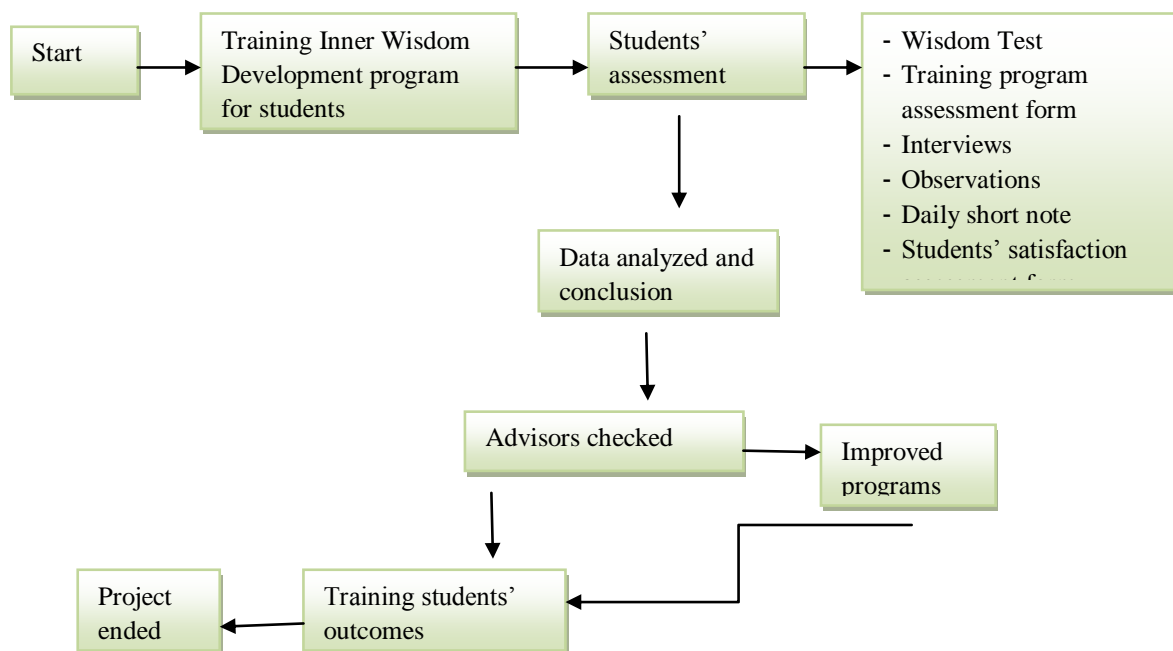 Start
Training Inner Wisdom
Development program
for students
Students’
assessment
- Wisdom Test
- Training program
assessment form
- Interviews
- Observations
- Daily short note
- Students’ satisfaction
Data analyzed and
conclusion
Advisors checked
Improved
programs
Training students’
outcomes
Project
ended